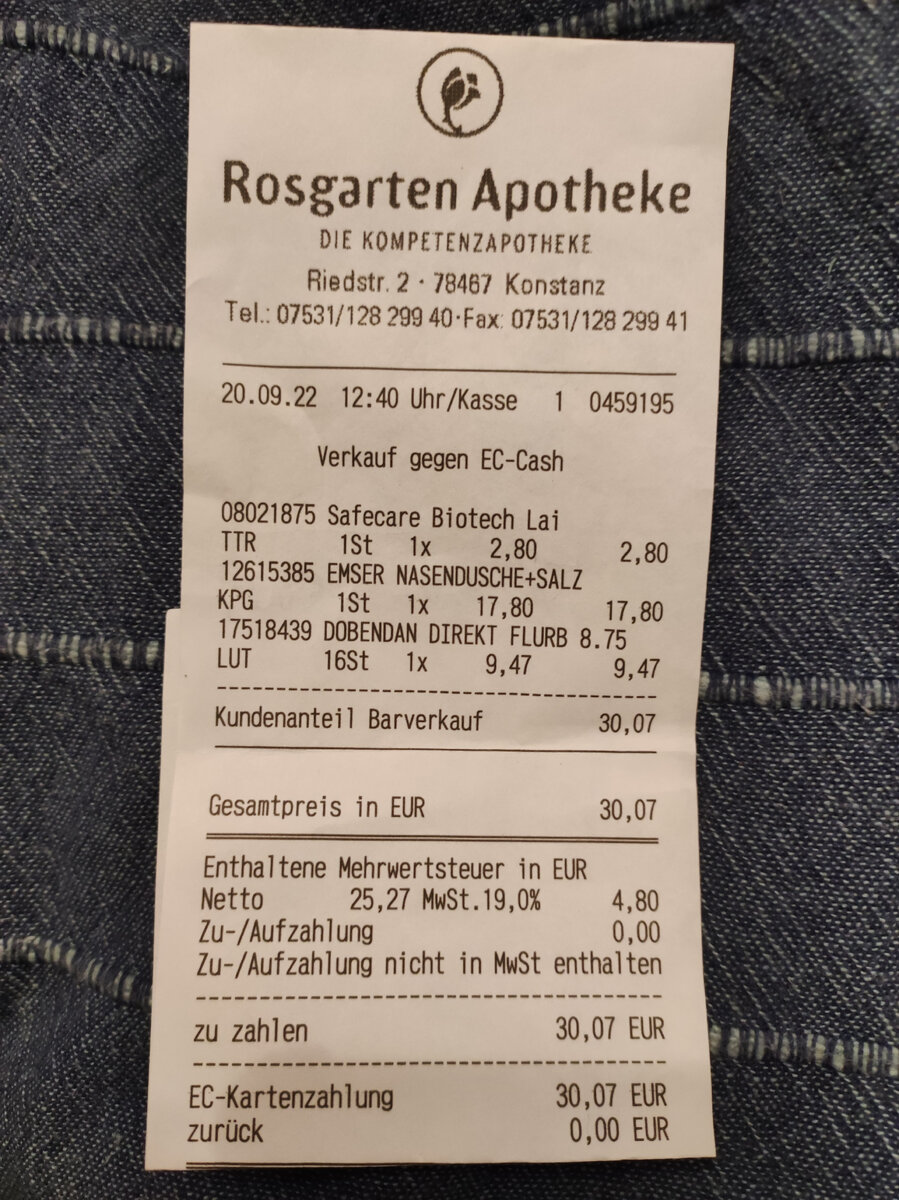 Rosgarten Apotheke
DIE KOMPETENZAPOTHEKE
Riedstr. 2 · 78467 Konstanz
Tel.: 07531/128 299 40·Fax: 07531/128 299 41
20.09.22 12:40 Uhr/Kasse 1 0459195
Verkauf gegen EC-Cash
08021875 Safecare Biotech Lai
TTR 1St 1x 2,80 2,80
12615385 EMSER NASENDUSCHE+SALZ
KPG 1St 1x 17,80 17,80
17518439 DOBENDAN DIREKT FLURB 8.75
LUT 16St 1x 9,47 9,47
Kundenanteil Barverkauf 30,07
Gesamtpreis in EUR 30,07
Enthaltene Mehrwertsteuer in EUR
Netto 25,27 MwSt.19,0% 4,80
Zu-/Aufzahlung 0,00
Zu-/Aufzahlung nicht in MwSt enthalten
zu zahlen 30,07 EUR
EC-Kartenzahlung 30,07 EUR
zurück 0,00 EUR